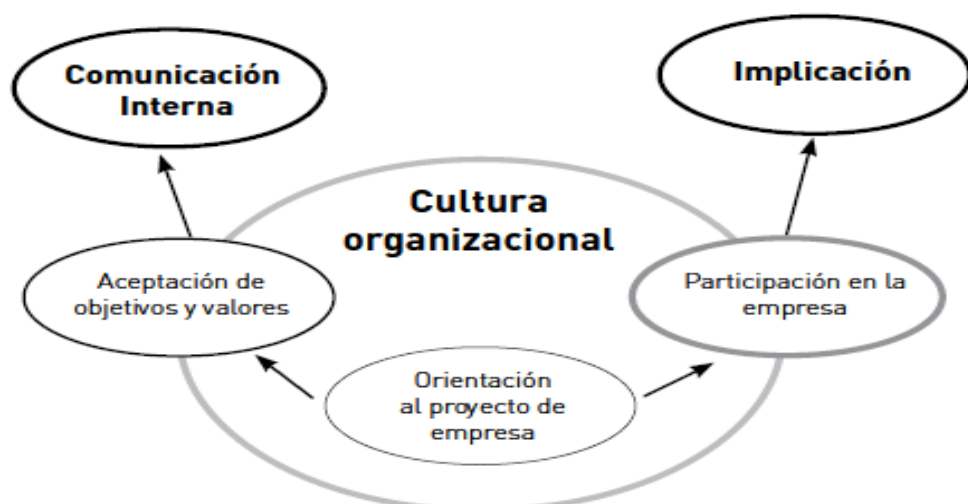 Comunicación
Interna
Implicación
Cultura
organizacional
Aceptación de
objetivos y valores
Participación en la
empresa
Orientación
al proyecto de
empresa